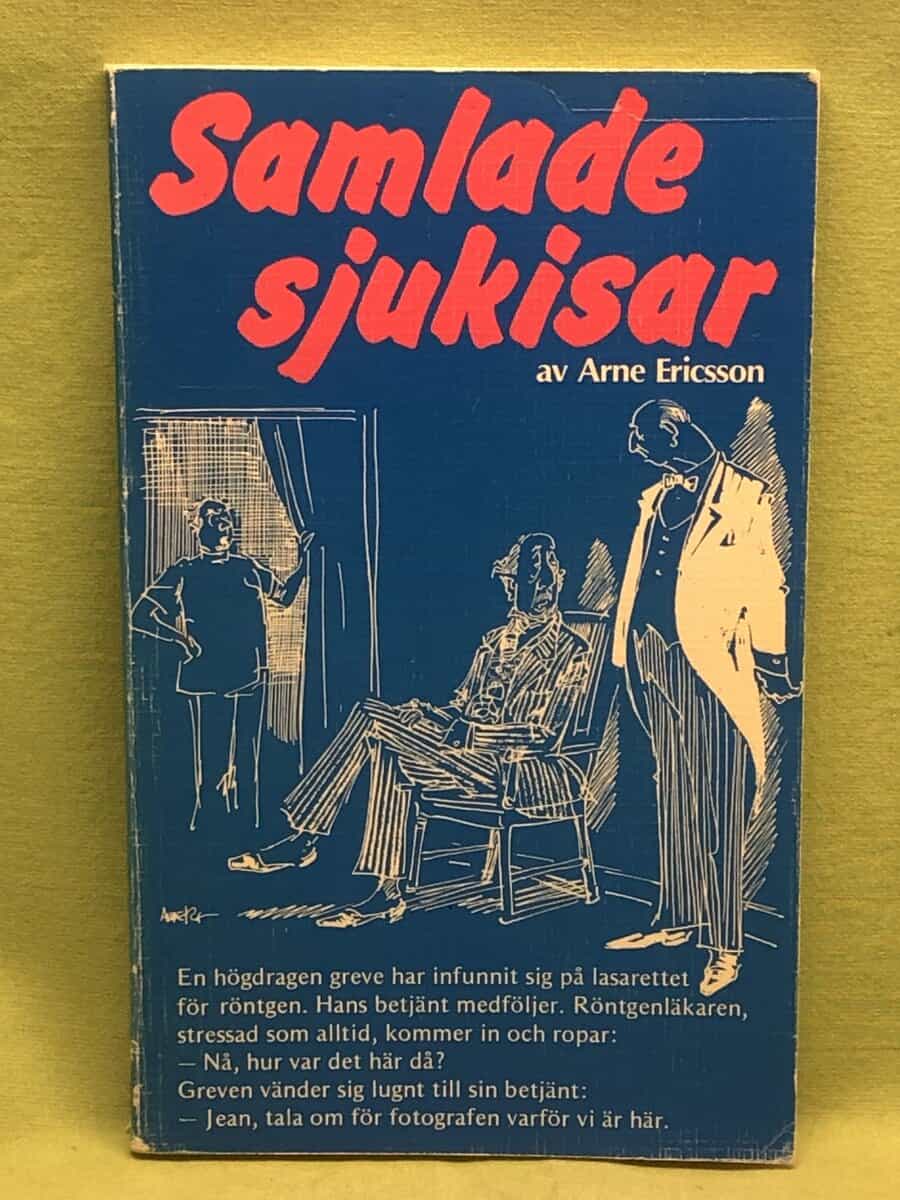 Samlade
sjukisar
av Arne Ericsson
En högdragen greve har infunnit sig på lasarettet
för röntgen. Hans betjänt medföljer. Röntgenläkaren,
stressad som alltid, kommer in och ropar:
— Nå, hur var det här då?
Greven vänder sig lugnt till sin betjänt:
— Jean, tala om för fotografen varför vi är här.